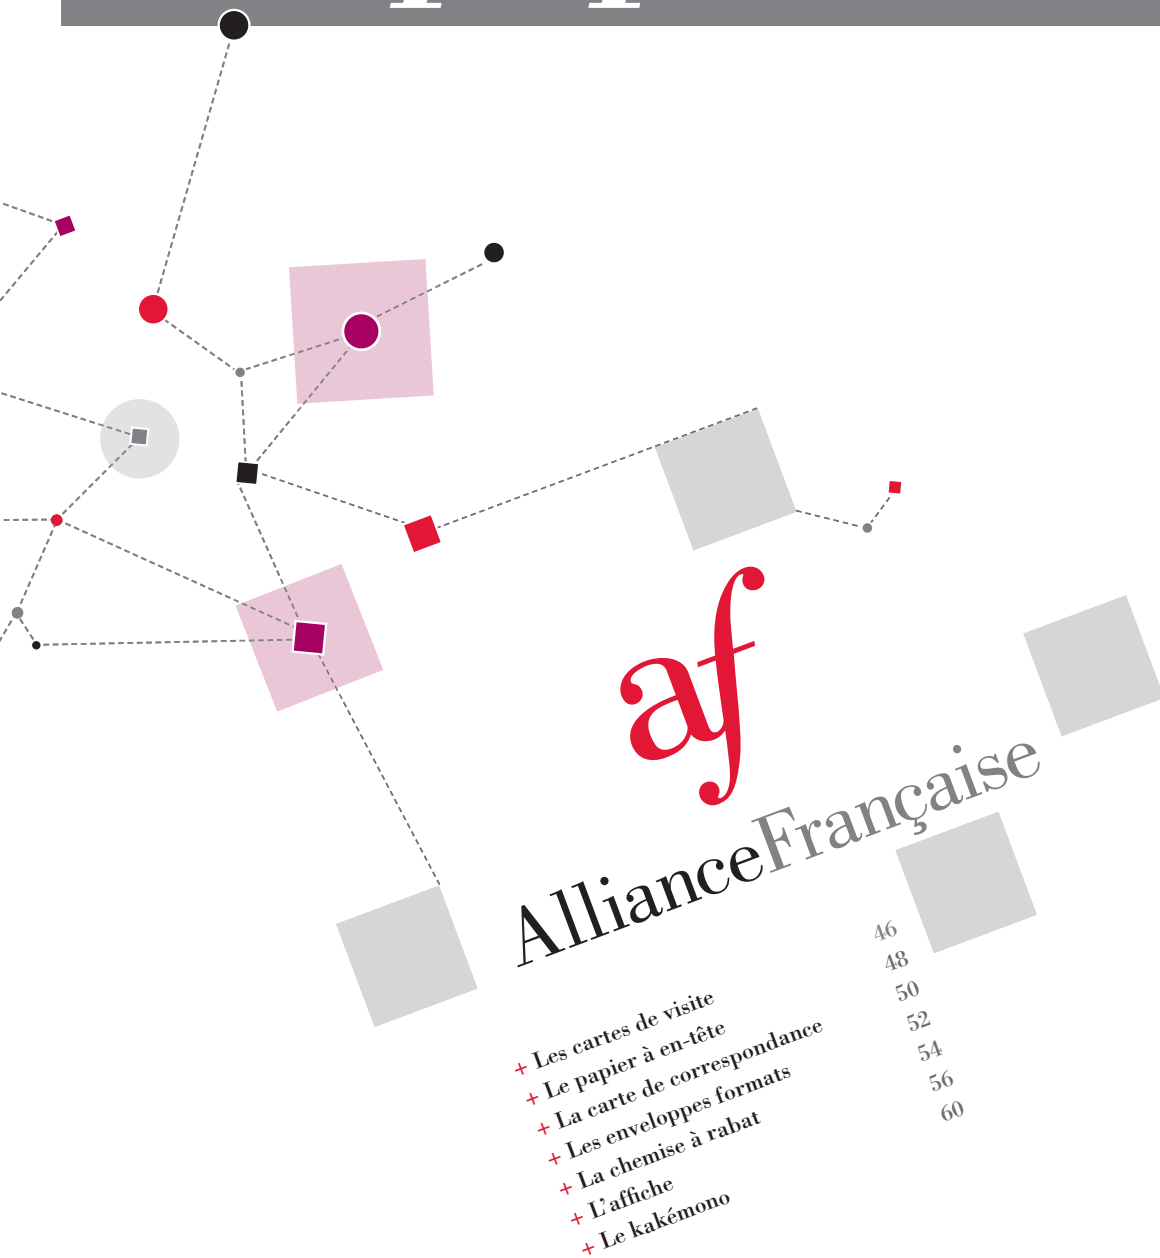 af
AllianceFrançaise
+ Les cartes de visite 46
+ Le papier à en-tête 48
+ La carte de correspondance 50
+ Les enveloppes formats 52
+ La chemise à rabat 54
+ L'affiche 56
+ Le kakémono 60